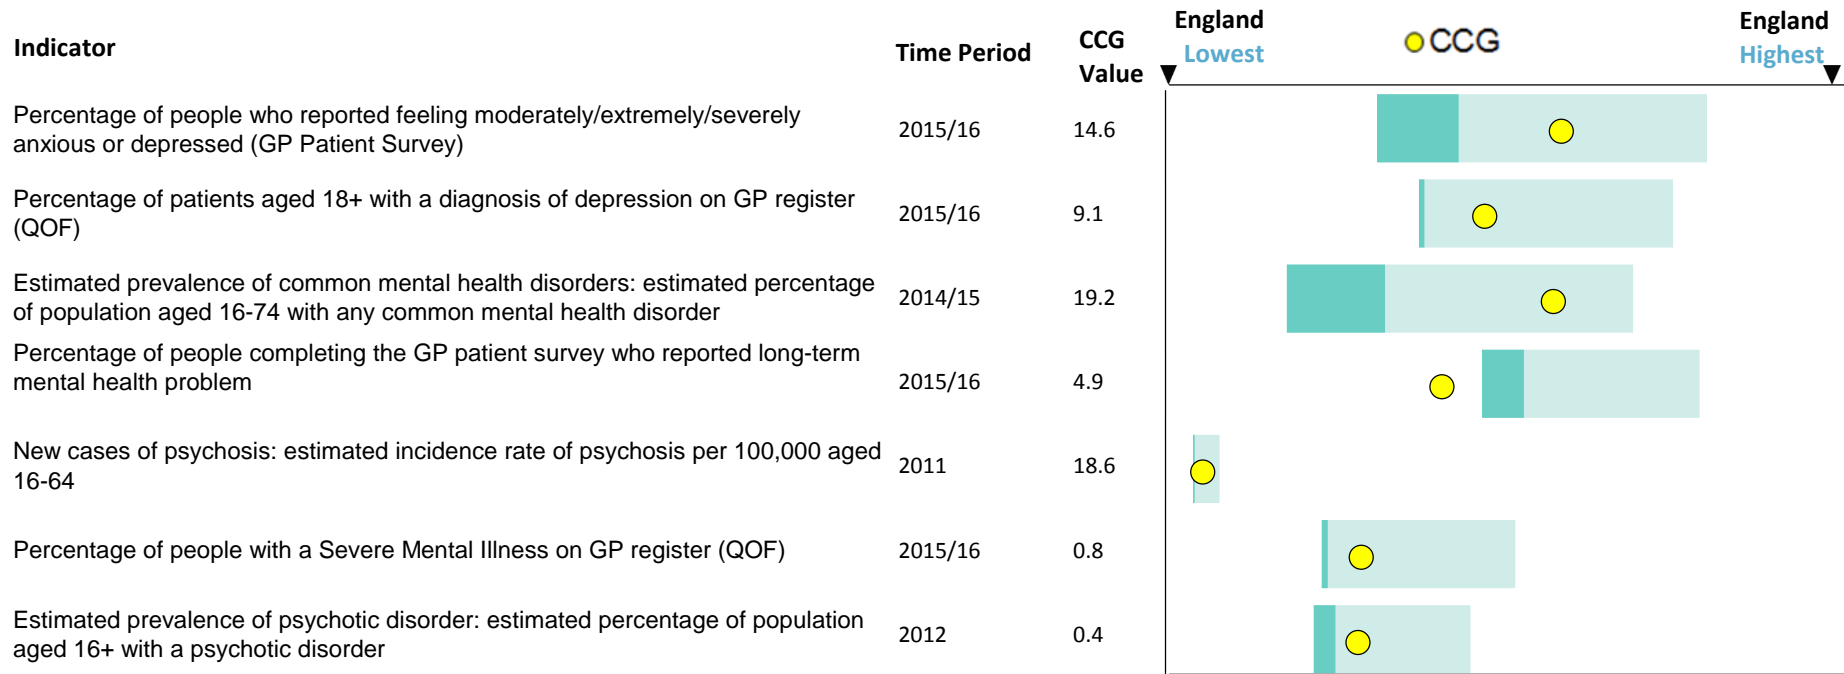 Indicator
Time Period
CCG
Value
England
Lowest
CCG
England
Highest
Percentage of people who reported feeling moderately/extremely/severely
anxious or depressed (GP Patient Survey)
2015/16
14.6
Percentage of patients aged 18+ with a diagnosis of depression on GP register
(QOF)
2015/16
9.1
Estimated prevalence of common mental health disorders: estimated percentage
of population aged 16-74 with any common mental health disorder
2014/15
19.2
Percentage of people completing the GP patient survey who reported long-term
mental health problem
2015/16
4.9
New cases of psychosis: estimated incidence rate of psychosis per 100,000 aged
16-64
2011
18.6
Percentage of people with a Severe Mental Illness on GP register (QOF)
2015/16
0.8
Estimated prevalence of psychotic disorder: estimated percentage of population
aged 16+ with a psychotic disorder
2012
0.4